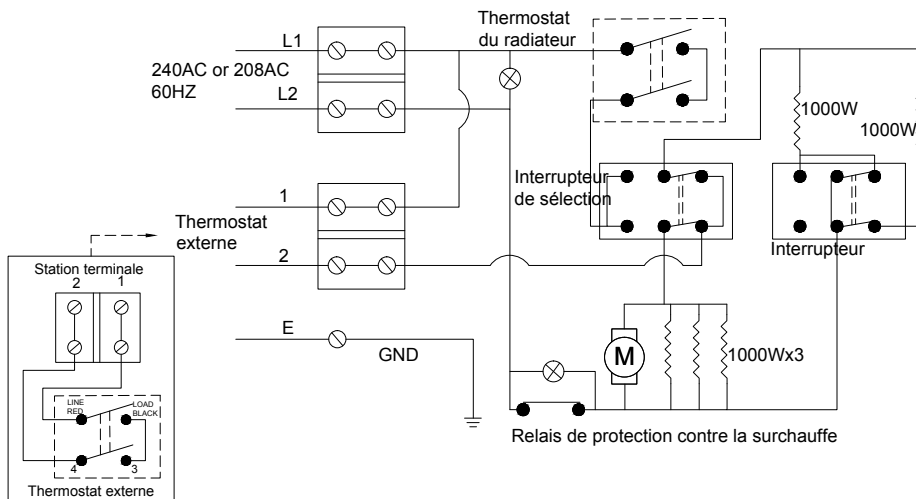 L1
240AC or 208AC
60HZ
L2
Thermostat
du radiateur
1000W
1000W
1
Thermostat
externe
2
Interrupteur
de sélection
Interrupteur
E
GND
M
1000Wx3
Relais de protection contre la surchauffe
Station terminale
2 1
LINE
RED
LOAD
BLACK
4 3
Thermostat externe